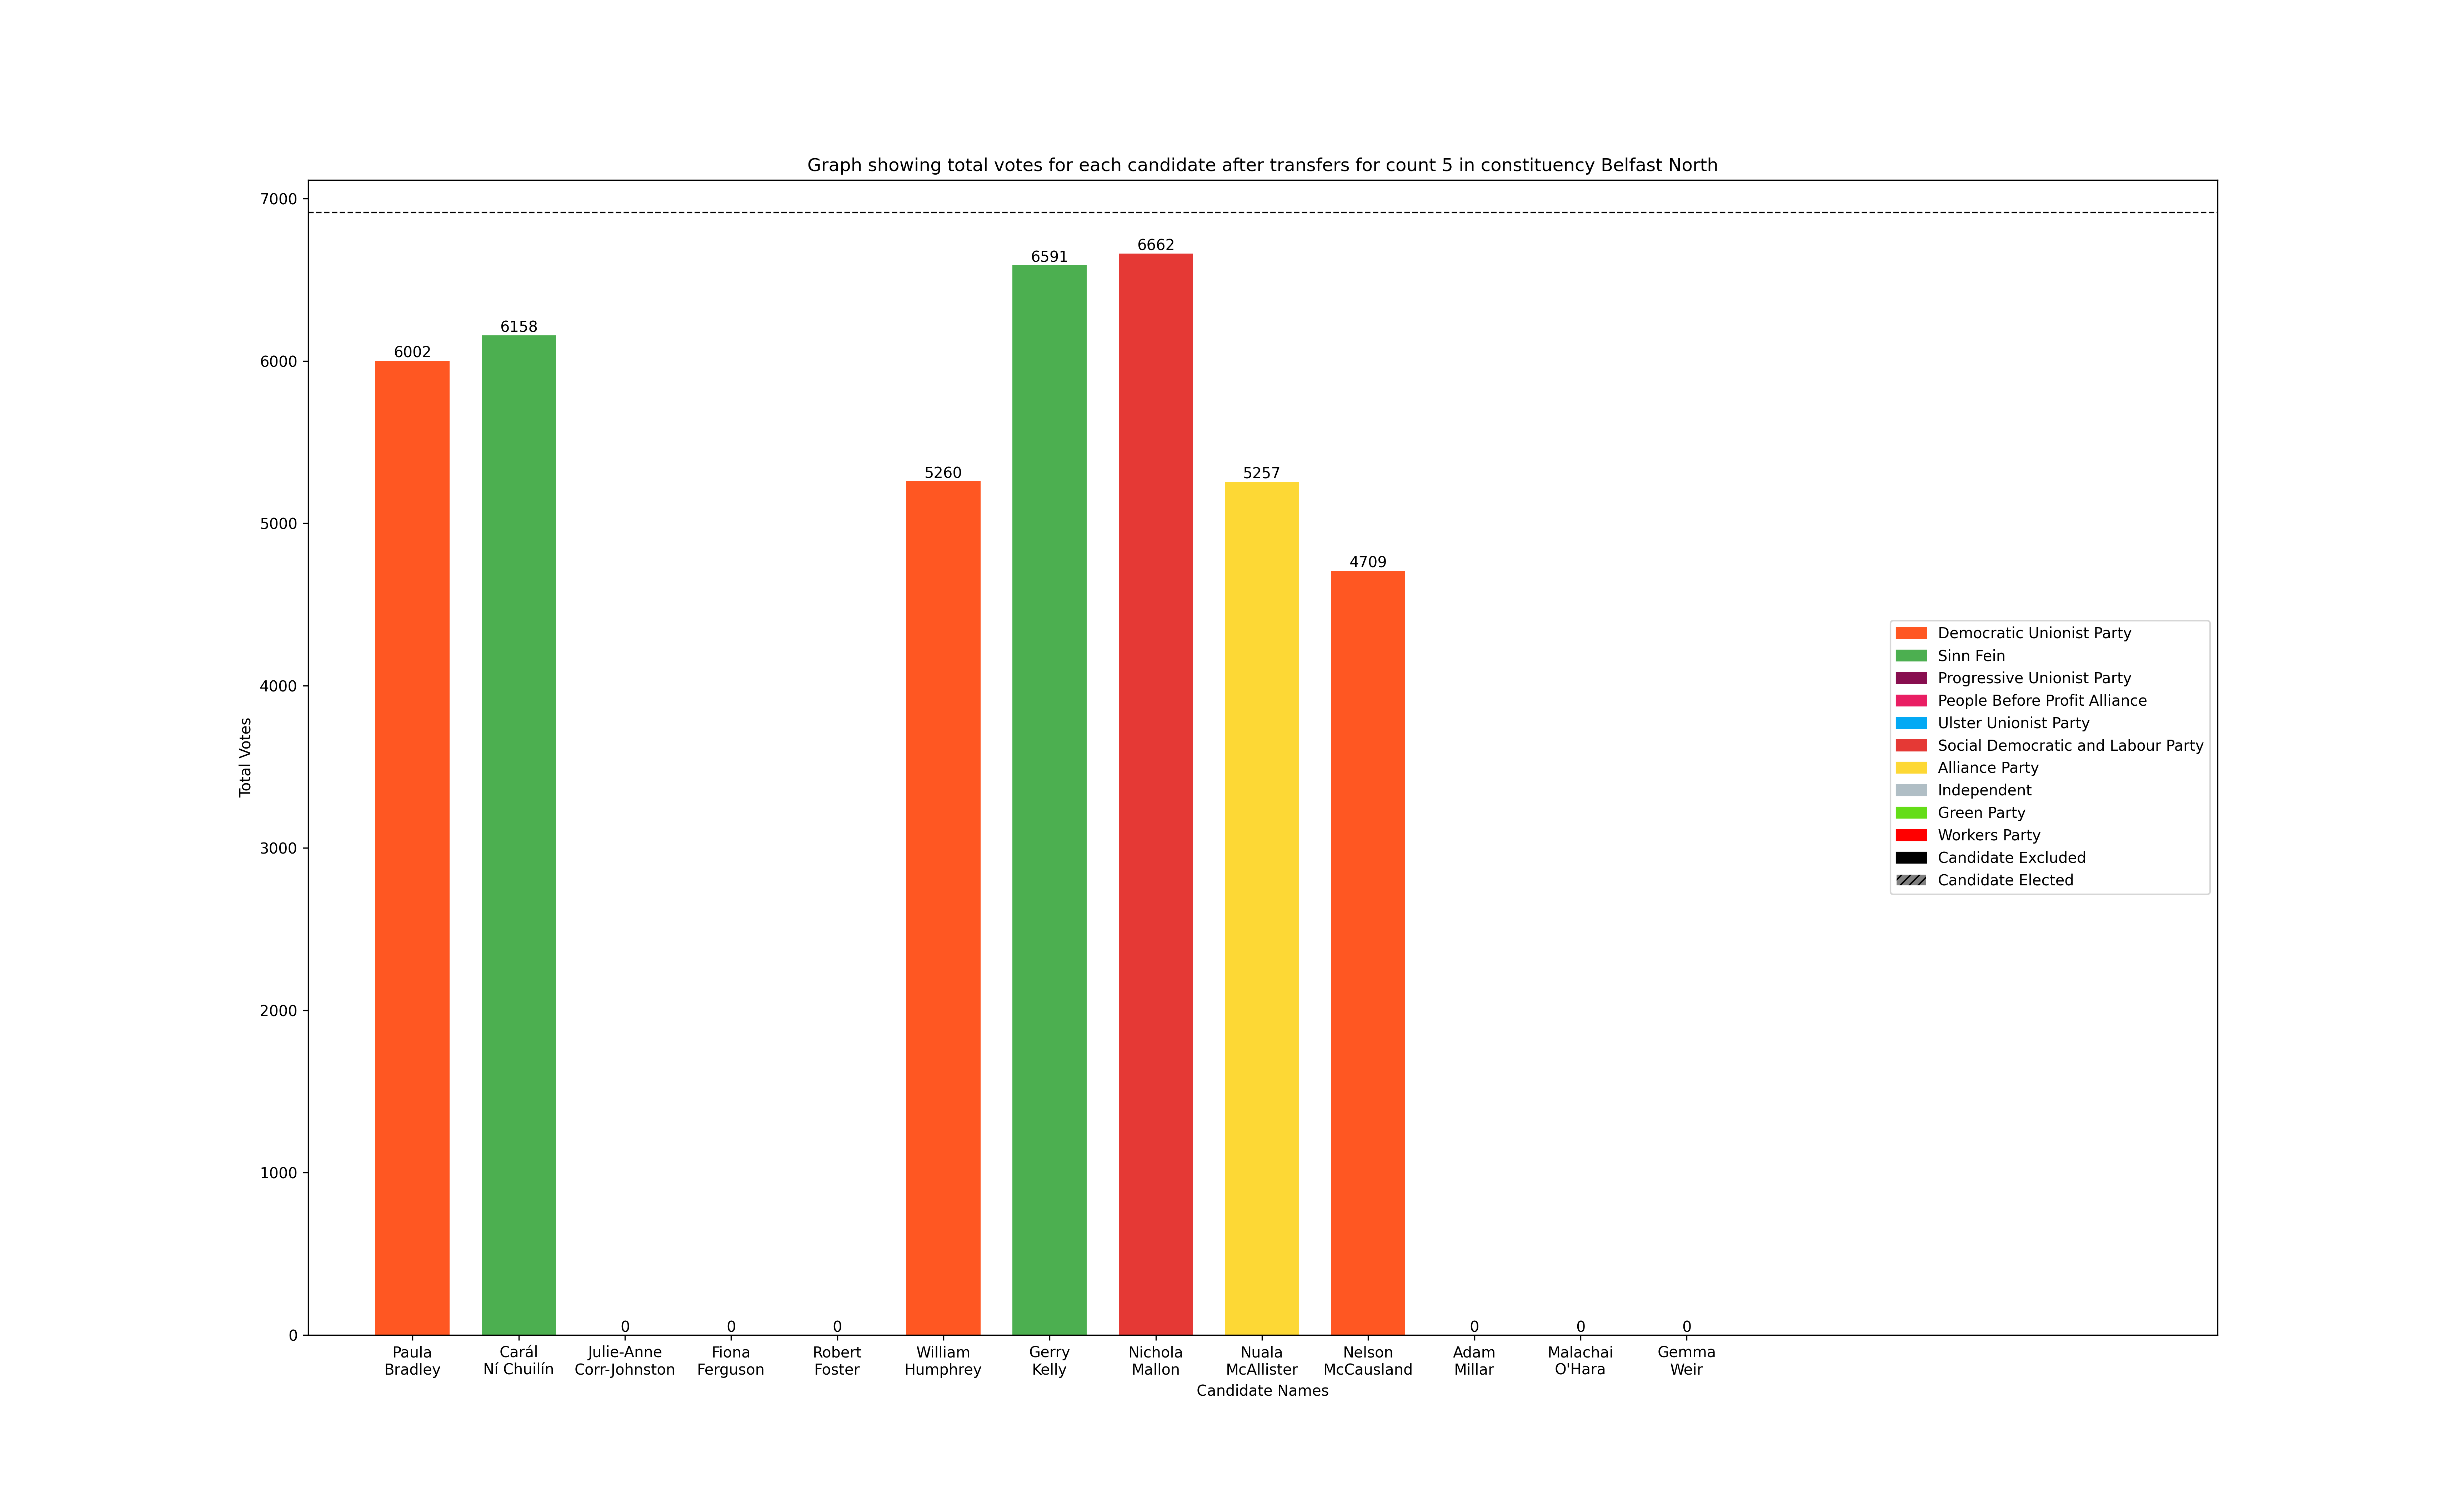 Graph showing total votes for each candidate after transfers for count 5 in constituency Belfast North
7000
6000
5000
4000
3000
2000
1000
0
Total Votes
6002
6158
0
0
0
5260
6591
6662
5257
4709
0
0
0
Paula
Bradley
Carál
Ní Chuilín
Julie-Anne
Corr-Johnston
Fiona
Ferguson
Robert
Foster
William
Humphrey
Gerry
Kelly
Nichola
Mallon
Nuala
McAllister
Nelson
McCausland
Adam
Millar
Malachai
O'Hara
Gemma
Weir
Candidate Names
Democratic Unionist Party
Sinn Fein
Progressive Unionist Party
People Before Profit Alliance
Ulster Unionist Party
Social Democratic and Labour Party
Alliance Party
Independent
Green Party
Workers Party
Candidate Excluded
Candidate Elected